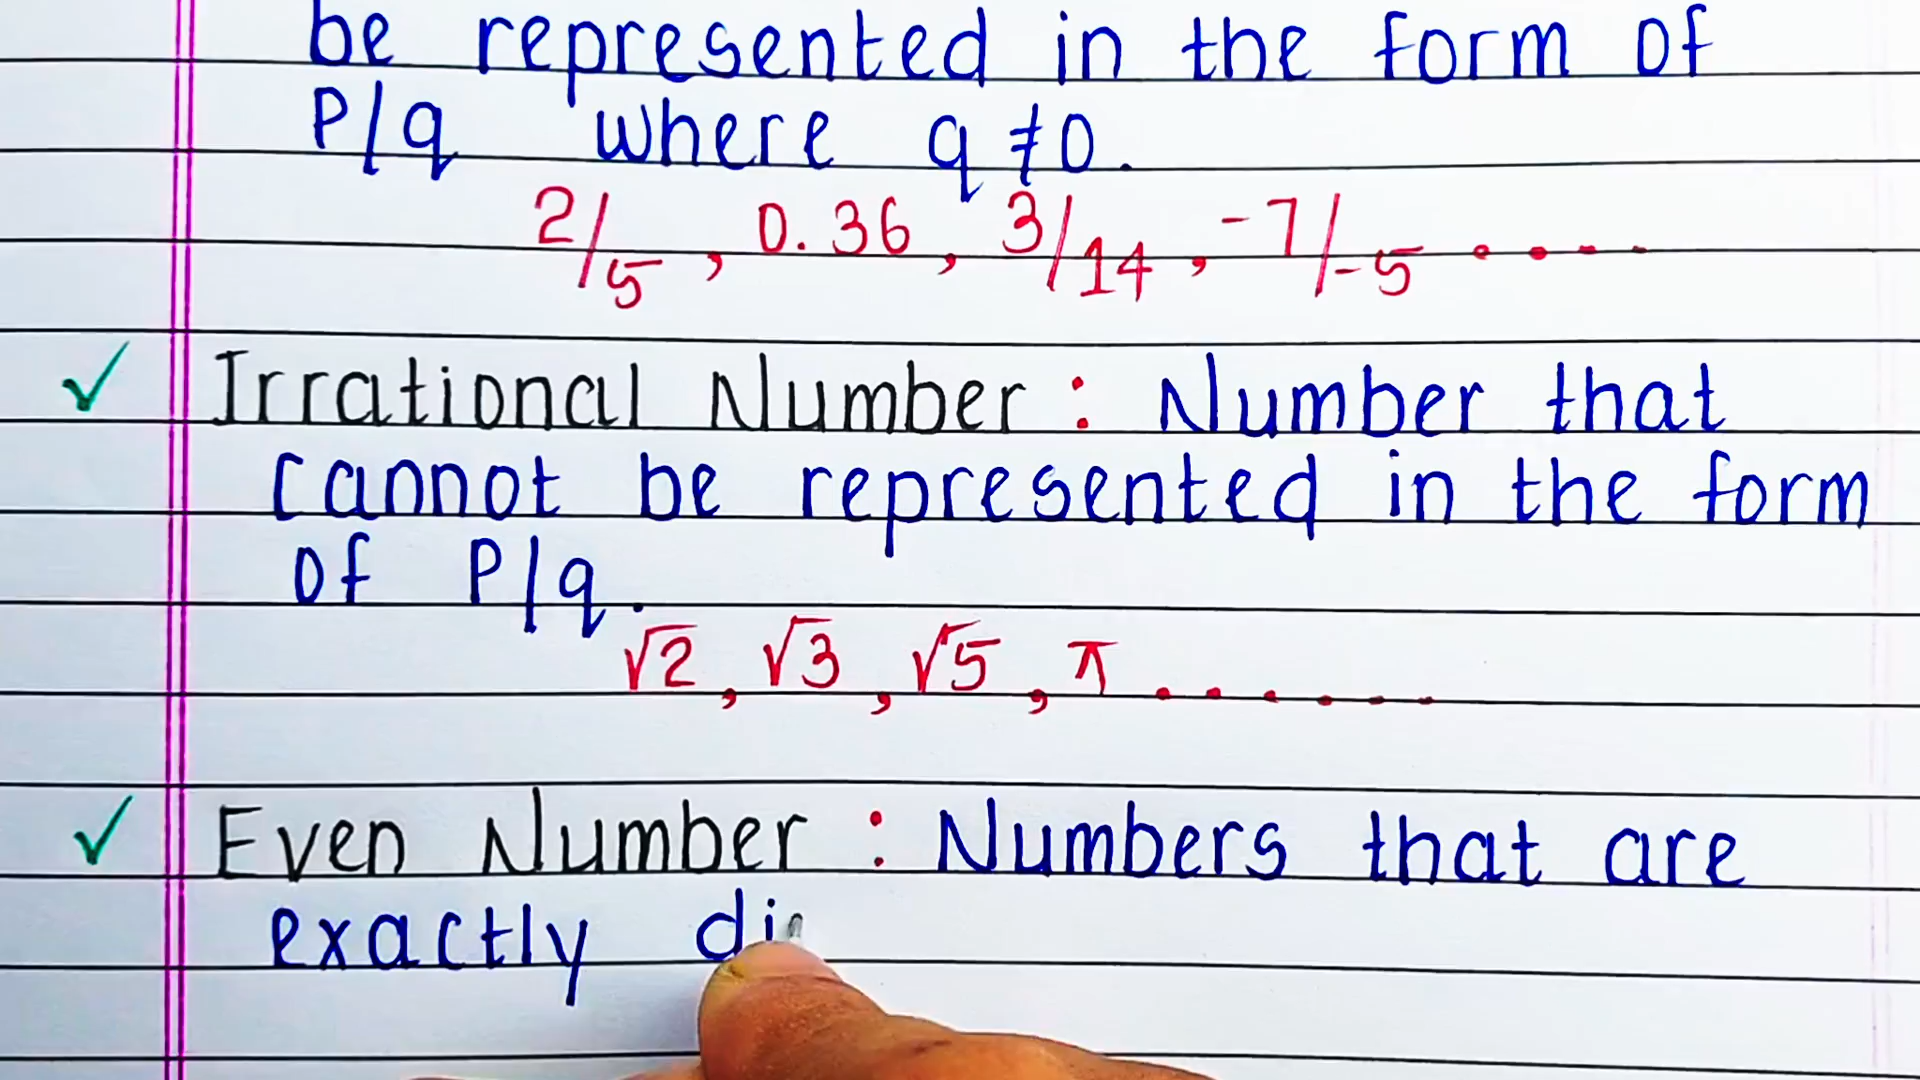 be represented in the form of
P/q where q ≠ 0.
2/5, 0.36, 3/14, -7/-5 ....
✓ Irrational Number : Number that
cannot be represented in the form
of P/q.
√2, √3, √5, π ......
✓ Even Number : Numbers that are
exactly di